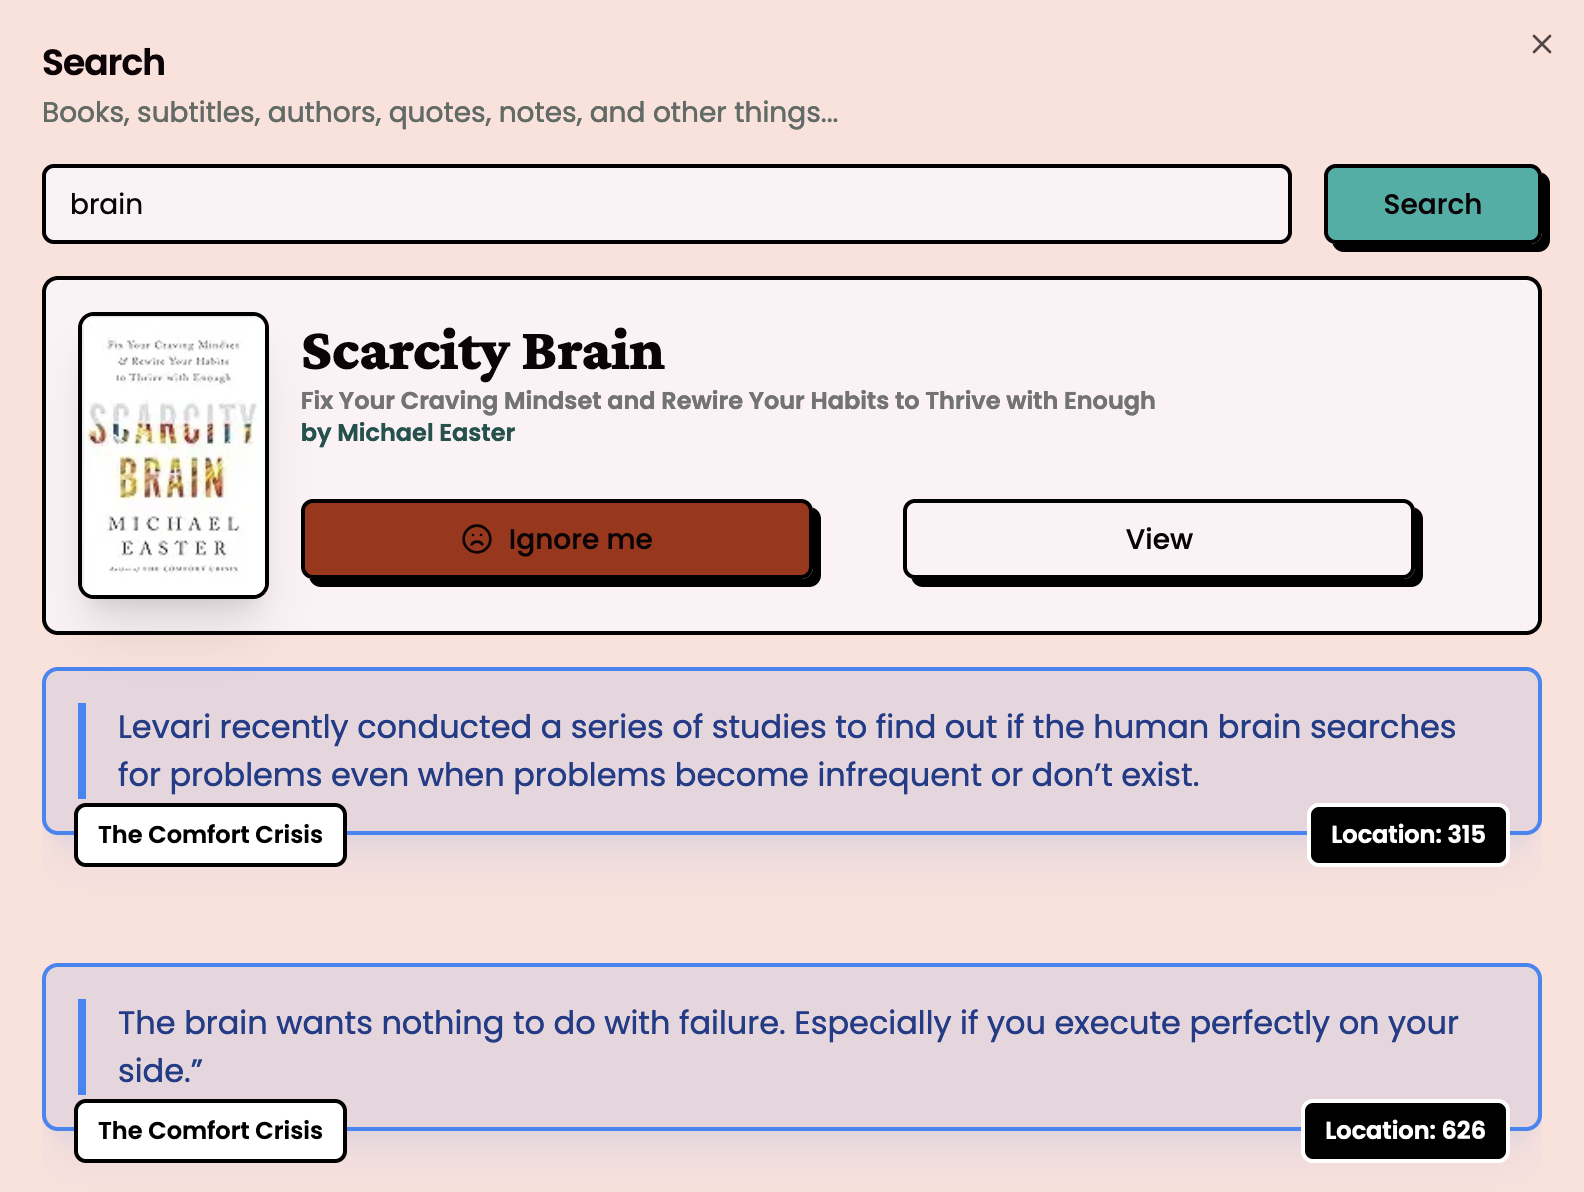 Search
Books, subtitles, authors, quotes, notes, and other things...
brain
Search
Fix Your Craving Mindset
& Rewire Your Habits
to Thrive with Enough
SCARCITY
BRAIN
MICHAEL
EASTER
Author of THE COMFORT CRISIS
Scarcity Brain
Fix Your Craving Mindset and Rewire Your Habits to Thrive with Enough
by Michael Easter
Ignore me
View
Levari recently conducted a series of studies to find out if the human brain searches
for problems even when problems become infrequent or don’t exist.
The Comfort Crisis
Location: 315
The brain wants nothing to do with failure. Especially if you execute perfectly on your
side.”
The Comfort Crisis
Location: 626